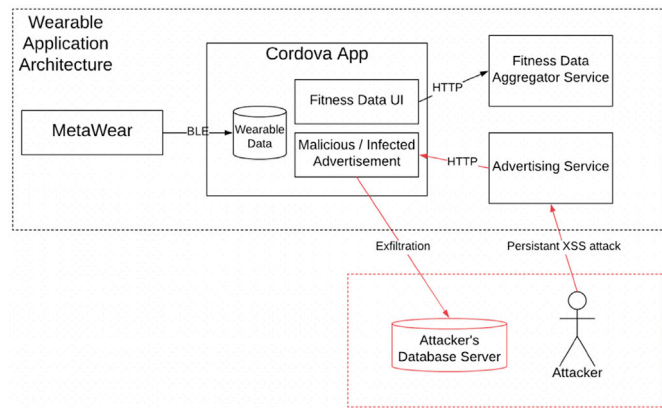 Wearable
Application
Architecture
Cordova App
Fitness Data
Aggregator Service
HTTP
Fitness Data UI
MetaWear
BLE
Wearable
Data
Malicious / Infected
Advertisement
HTTP
Advertising Service
Exfiltration
Persistant XSS attack
Attacker's
Database Server
Attacker